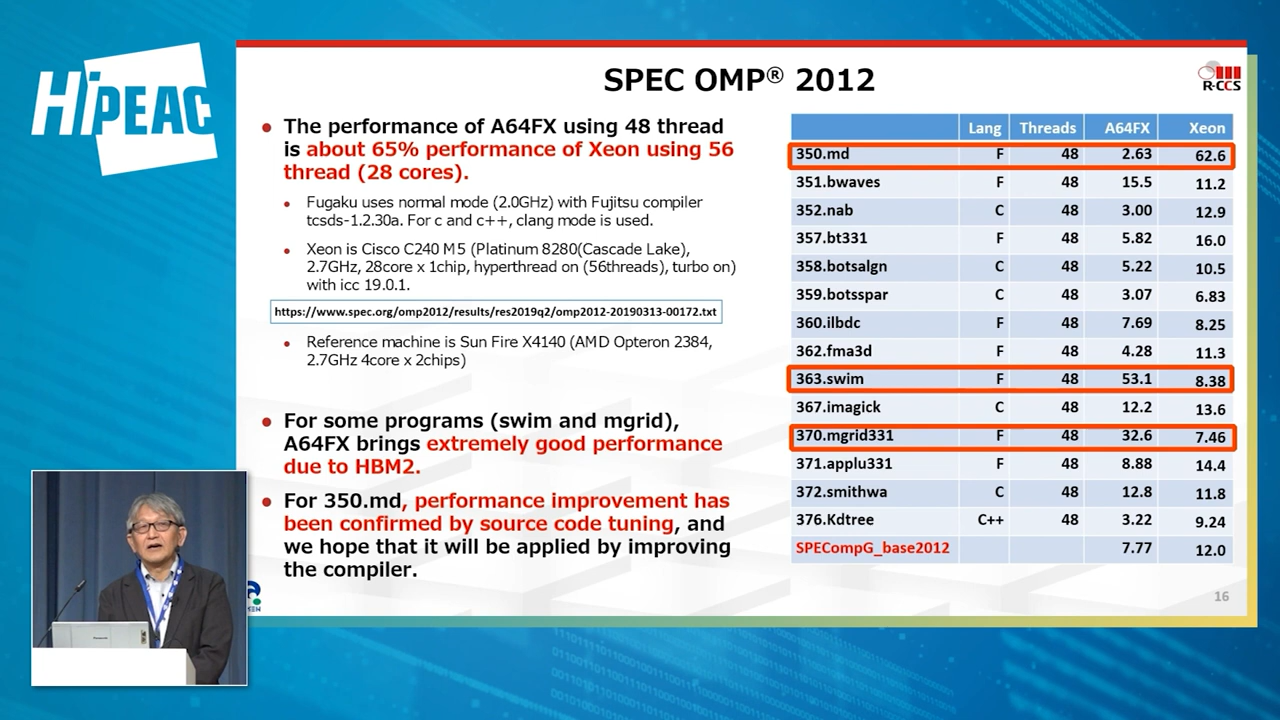 HiPEAC
SPEC OMP® 2012
R-CCS
• The performance of A64FX using 48 thread
is about 65% performance of Xeon using 56
thread (28 cores).
• Fugaku uses normal mode (2.0GHz) with Fujitsu compiler
tcsds-1.2.30a. For c and c++, clang mode is used.
• Xeon is Cisco C240 M5 (Platinum 8280(Cascade Lake),
2.7GHz, 28core x 1chip, hyperthread on (56threads), turbo on)
with icc 19.0.1.
https://www.spec.org/omp2012/results/res2019q2/omp2012-20190313-00172.txt
• Reference machine is Sun Fire X4140 (AMD Opteron 2384,
2.7GHz 4core x 2chips)
• For some programs (swim and mgrid),
A64FX brings extremely good performance
due to HBM2.
• For 350.md, performance improvement has
been confirmed by source code tuning, and
we hope that it will be applied by improving
the compiler.
Lang Threads A64FX Xeon
350.md F 48 2.63 62.6
351.bwaves F 48 15.5 11.2
352.nab C 48 3.00 12.9
357.bt331 F 48 5.82 16.0
358.botsalgn C 48 5.22 10.5
359.botsspar C 48 3.07 6.83
360.ilbdc F 48 7.69 8.25
362.fma3d F 48 4.28 11.3
363.swim F 48 53.1 8.38
367.imagick C 48 12.2 13.6
370.mgrid331 F 48 32.6 7.46
371.applu331 F 48 8.88 14.4
372.smithwa C 48 12.8 11.8
376.Kdtree C++ 48 3.22 9.24
SPECompG_base2012 7.77 12.0
16